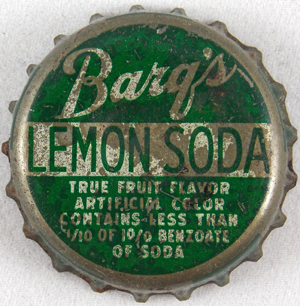 Barq's
LEMON SODA
TRUE FRUIT FLAVOR
ARTIFICIAL COLOR
CONTAINS LESS THAN
1/10 OF 1% BENZOATE
OF SODA